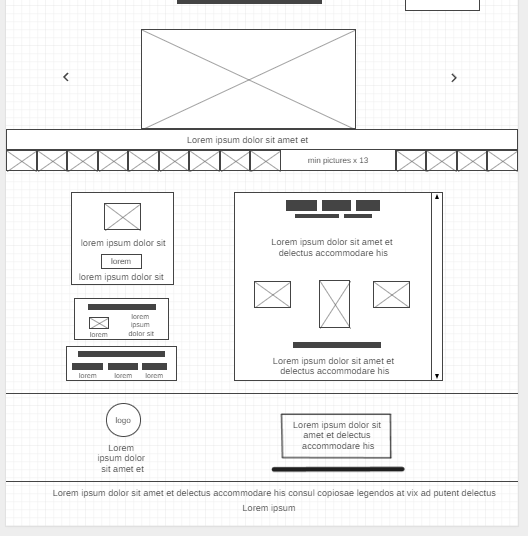 Lorem ipsum dolor sit amet et
min pictures x 13
lorem ipsum dolor sit
lorem
lorem ipsum dolor sit
lorem
ipsum
dolor sit
lorem
lorem lorem lorem
Lorem ipsum dolor sit amet et
delectus accommodare his
Lorem ipsum dolor sit amet et
delectus accommodare his
logo
Lorem
ipsum dolor
sit amet et
Lorem ipsum dolor sit
amet et delectus
accommodare his
Lorem ipsum dolor sit amet et delectus accommodare his consul copiosae legendos at vix ad putent delectus
Lorem ipsum